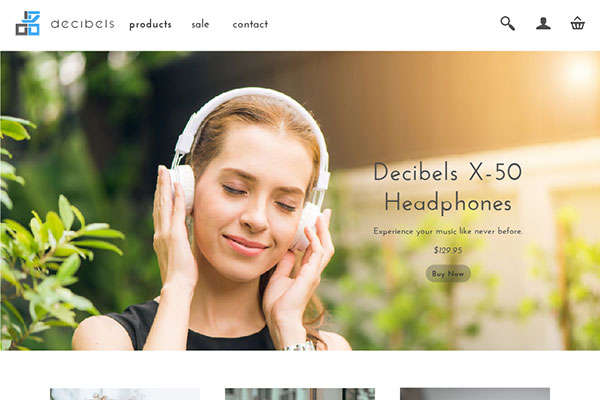 decibels products sale contact
Decibels X-50
Headphones
Experience your music like never before.
$129.95
Buy Now